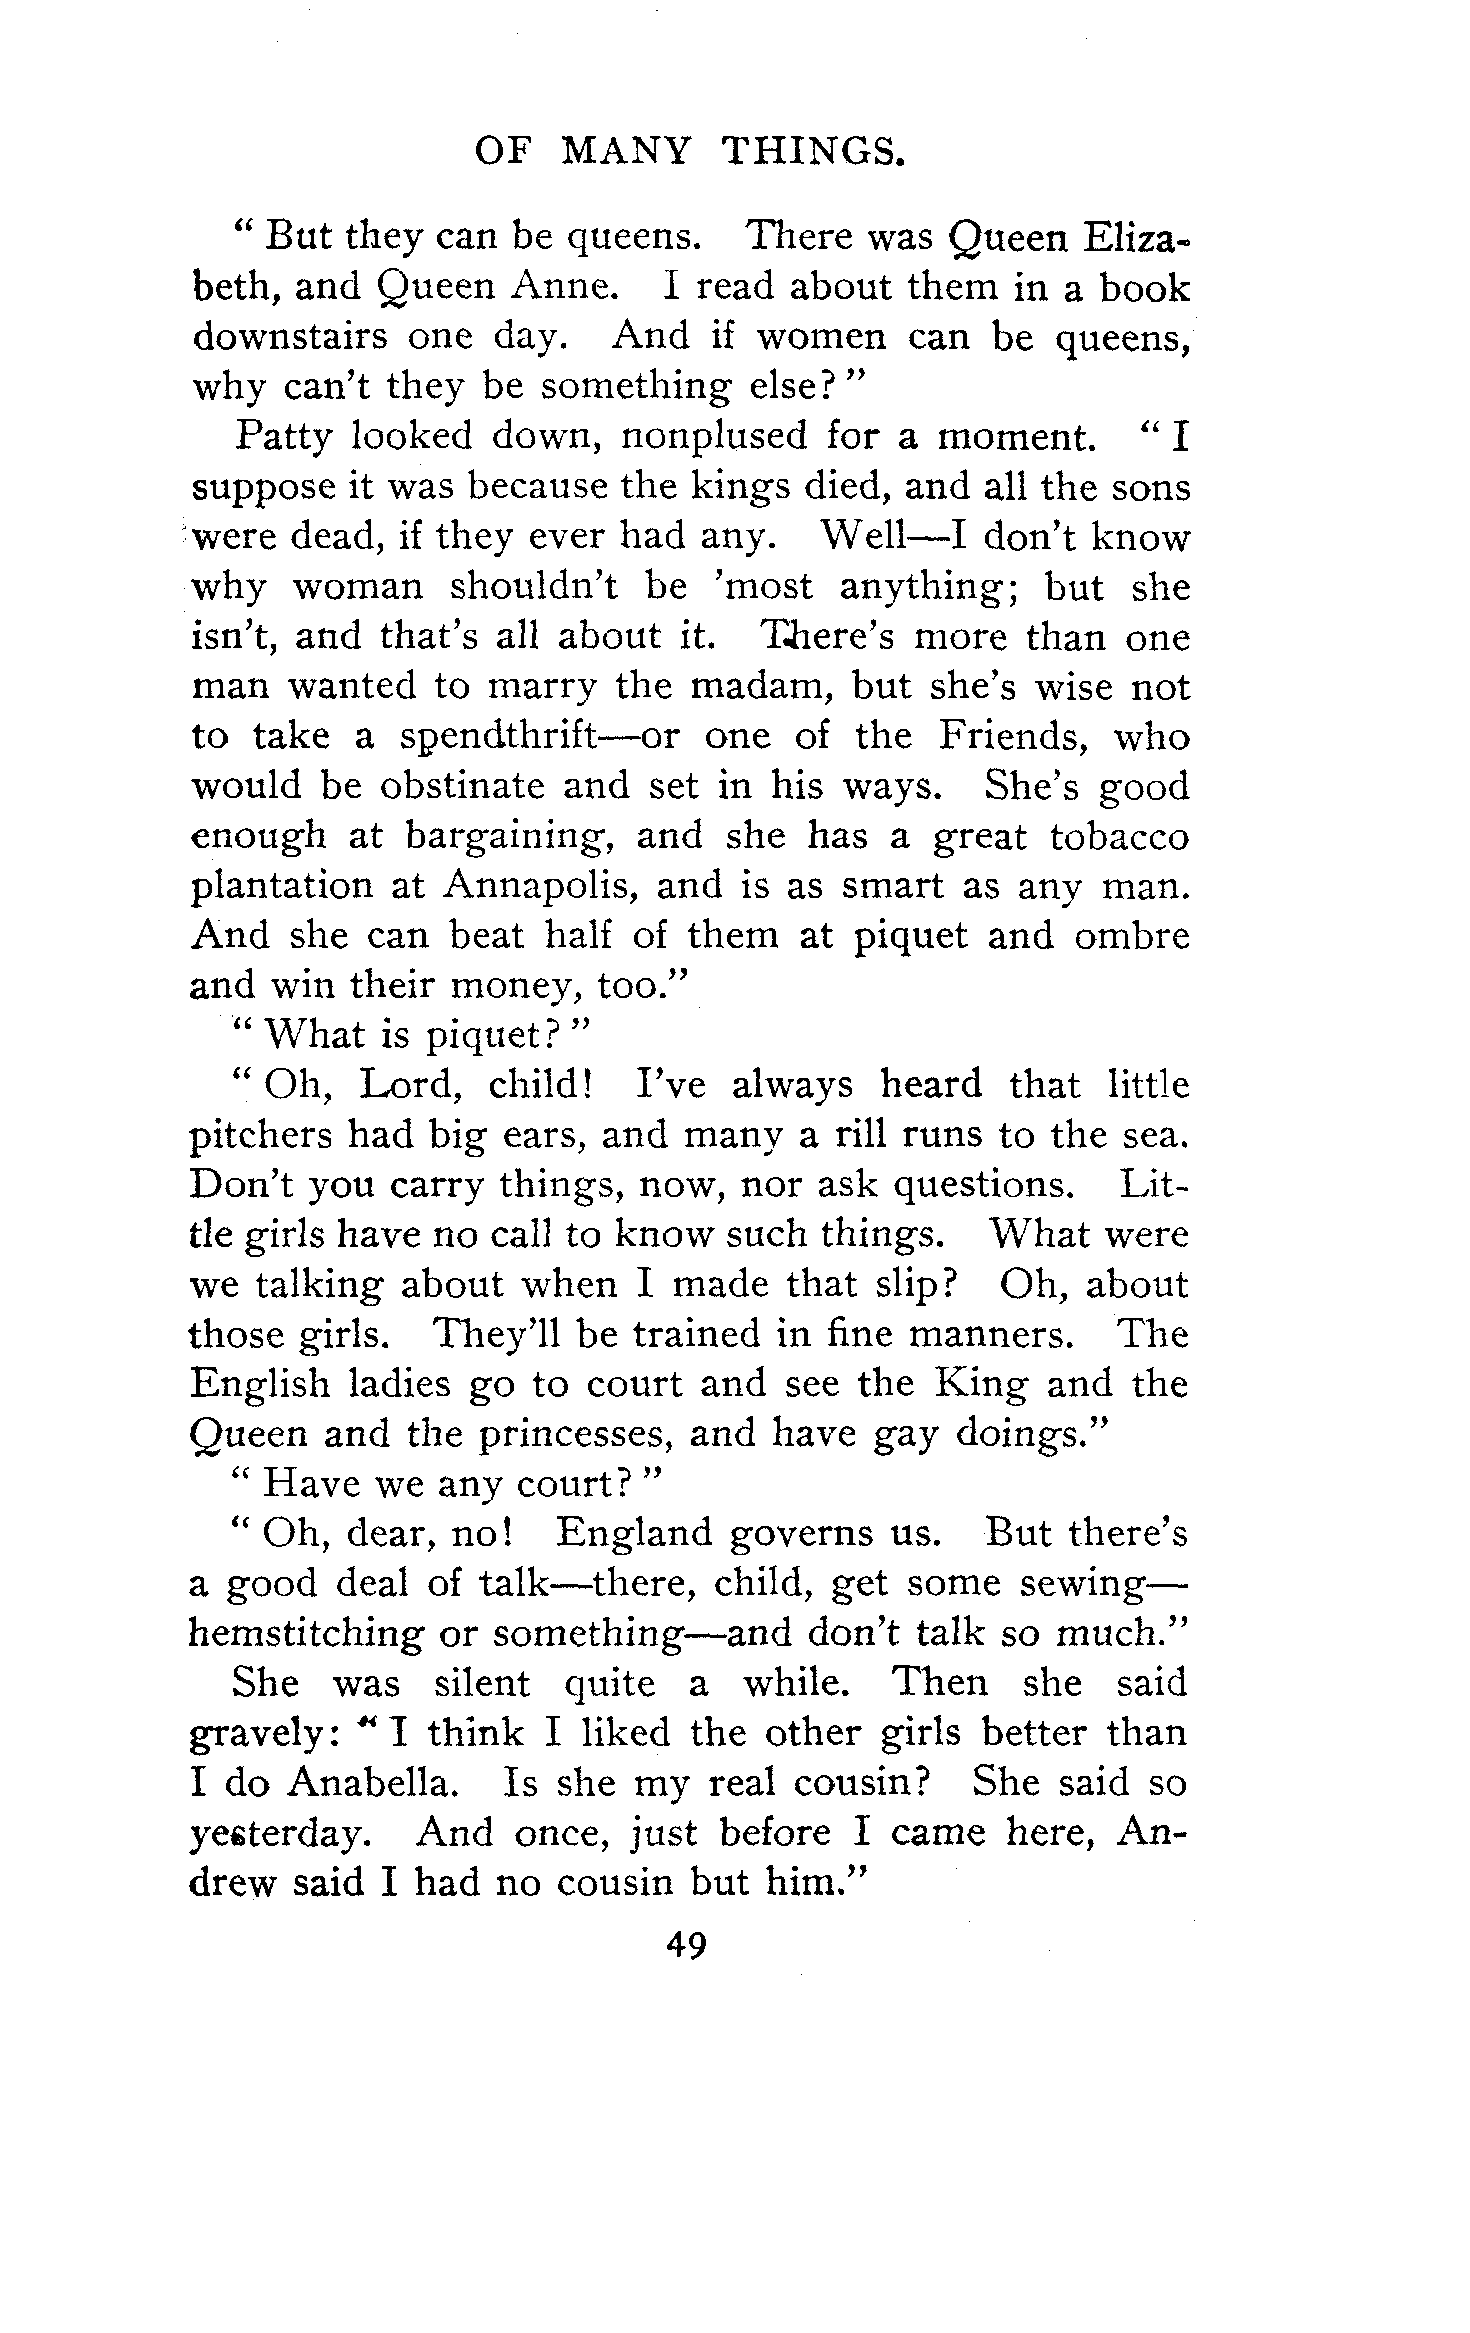 OF MANY THINGS.
" But they can be queens. There was Queen Eliza-
beth, and Queen Anne. I read about them in a book
downstairs one day. And if women can be queens,
why can't they be something else? "
Patty looked down, nonplused for a moment. " I
suppose it was because the kings died, and all the sons
were dead, if they ever had any. Well—I don't know
why woman shouldn't be 'most anything; but she
isn't, and that's all about it. There's more than one
man wanted to marry the madam, but she's wise not
to take a spendthrift—or one of the Friends, who
would be obstinate and set in his ways. She's good
enough at bargaining, and she has a great tobacco
plantation at Annapolis, and is as smart as any man.
And she can beat half of them at piquet and ombre
and win their money, too."
" What is piquet? "
" Oh, Lord, child! I've always heard that little
pitchers had big ears, and many a rill runs to the sea.
Don't you carry things, now, nor ask questions. Lit-
tle girls have no call to know such things. What were
we talking about when I made that slip? Oh, about
those girls. They'll be trained in fine manners. The
English ladies go to court and see the King and the
Queen and the princesses, and have gay doings."
" Have we any court? "
" Oh, dear, no! England governs us. But there's
a good deal of talk—there, child, get some sewing—
hemstitching or something—and don't talk so much."
She was silent quite a while. Then she said
gravely: " I think I liked the other girls better than
I do Anabella. Is she my real cousin? She said so
yesterday. And once, just before I came here, An-
drew said I had no cousin but him."
49